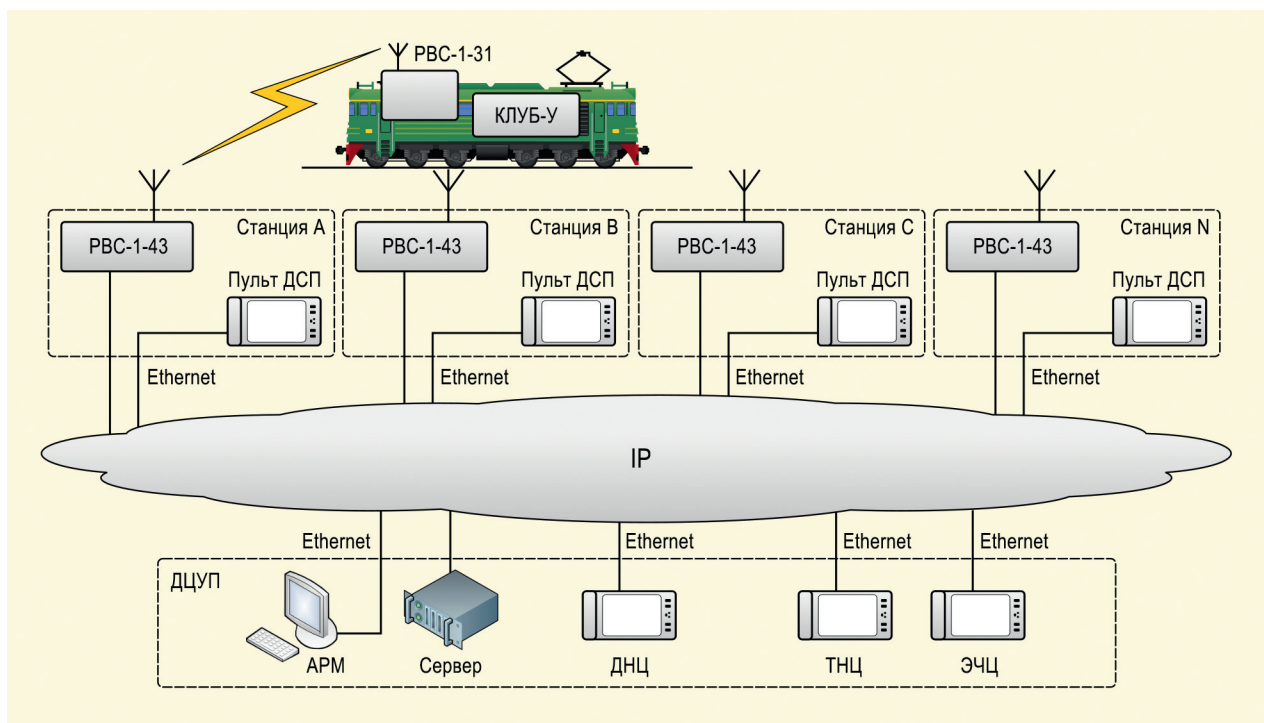 РВС-1-31
КЛУБ-У
Станция А
Станция В
Станция С
Станция N
РВС-1-43
РВС-1-43
РВС-1-43
РВС-1-43
Пульт ДСП
Пульт ДСП
Пульт ДСП
Пульт ДСП
Ethernet
Ethernet
Ethernet
Ethernet
IP
Ethernet
Ethernet
Ethernet
Ethernet
ДЦУП
АРМ
Сервер
ДНЦ
ТНЦ
ЭЧЦ